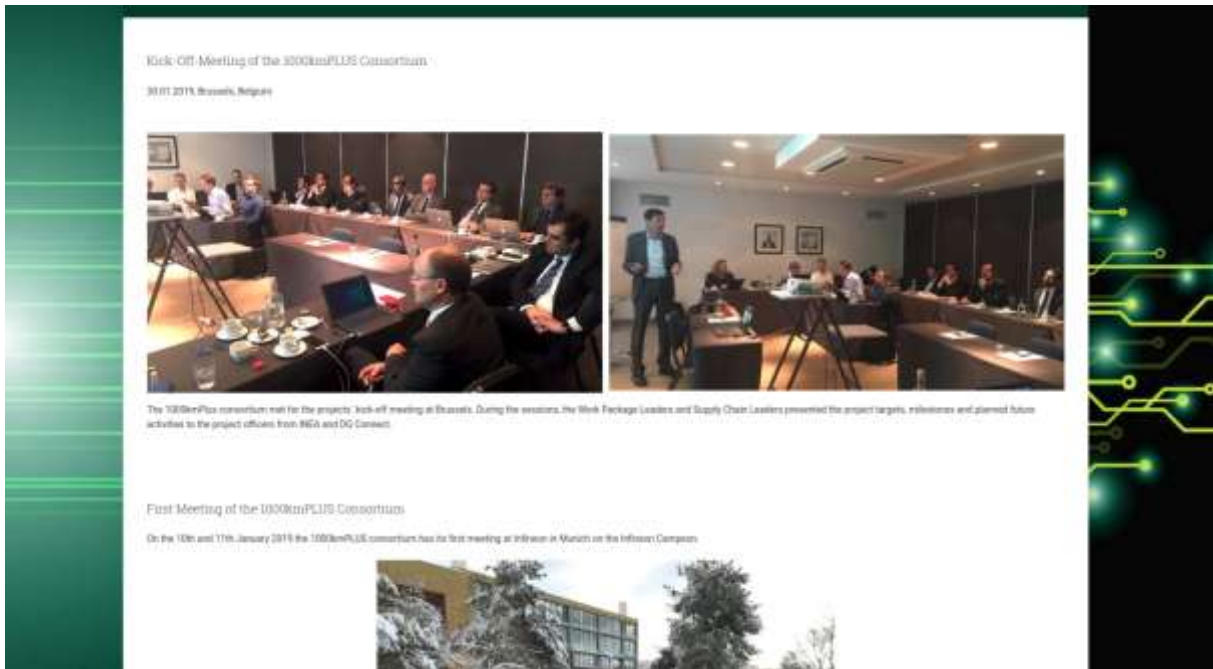 Kick-Off-Meeting of the 1000kmPLUS Consortium
30.01.2019, Brussels, Belgium
The 1000kmPlus consortium met for the projects' kick-off meeting at Brussels. During the sessions, the Work Package Leaders and Supply Chain Leaders presented the project targets, milestones and planned future
activities to the project officers from INEA and DG Connect.
First Meeting of the 1000kmPLUS Consortium
On the 10th and 11th January 2019 the 1000kmPLUS consortium has its first meeting at Infineon in Munich on the Infineon Campeon.